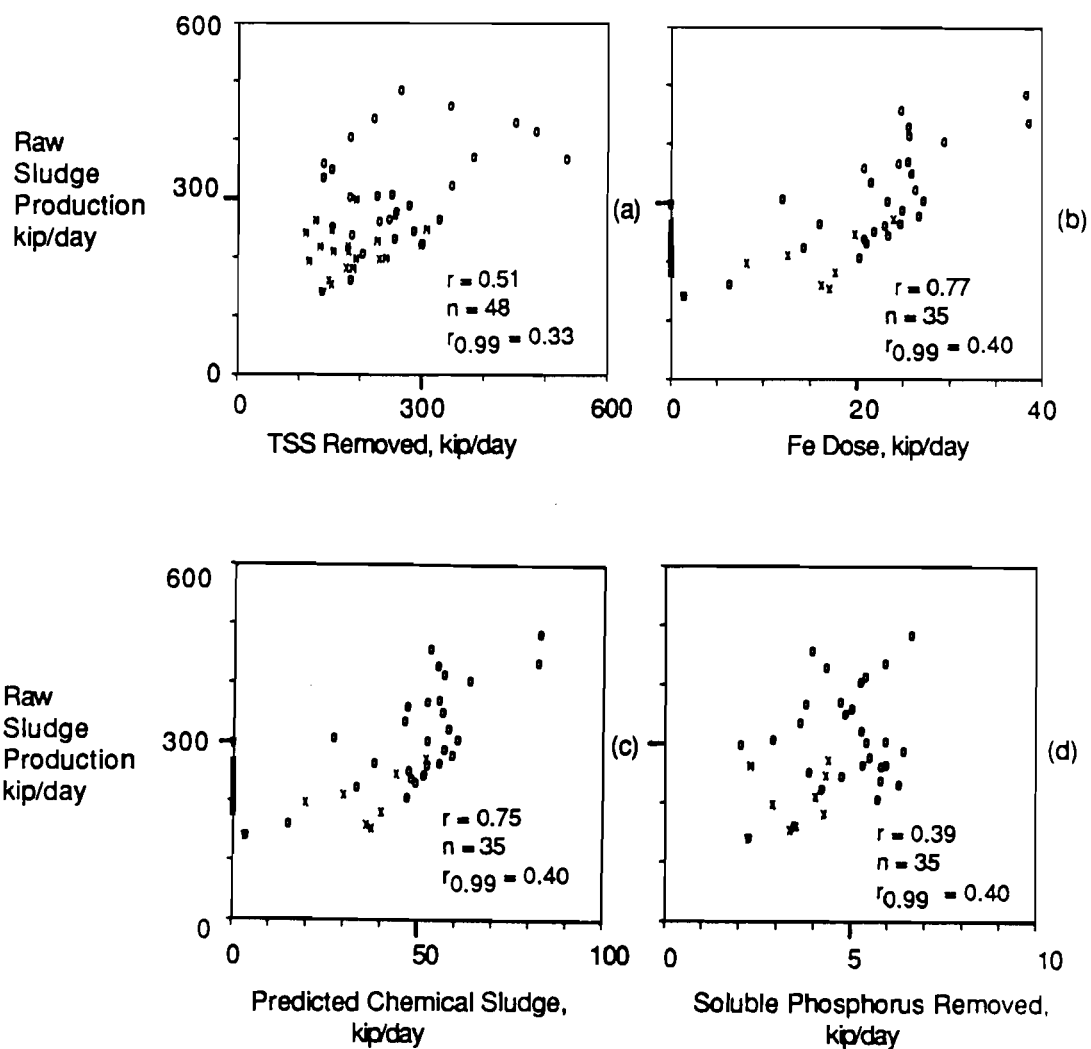 600
300
0
Raw
Sludge
Production
kip/day
r = 0.51
n = 48
r0.99 = 0.33
(a)
0 300 600
TSS Removed, kip/day
r = 0.77
n = 35
r0.99 = 0.40
(b)
0 20 40
Fe Dose, kip/day
600
300
0
Raw
Sludge
Production
kip/day
r = 0.75
n = 35
r0.99 = 0.40
(c)
0 50 100
Predicted Chemical Sludge,
kip/day
r = 0.39
n = 35
r0.99 = 0.40
(d)
5 10
Soluble Phosphorus Removed,
kip/day